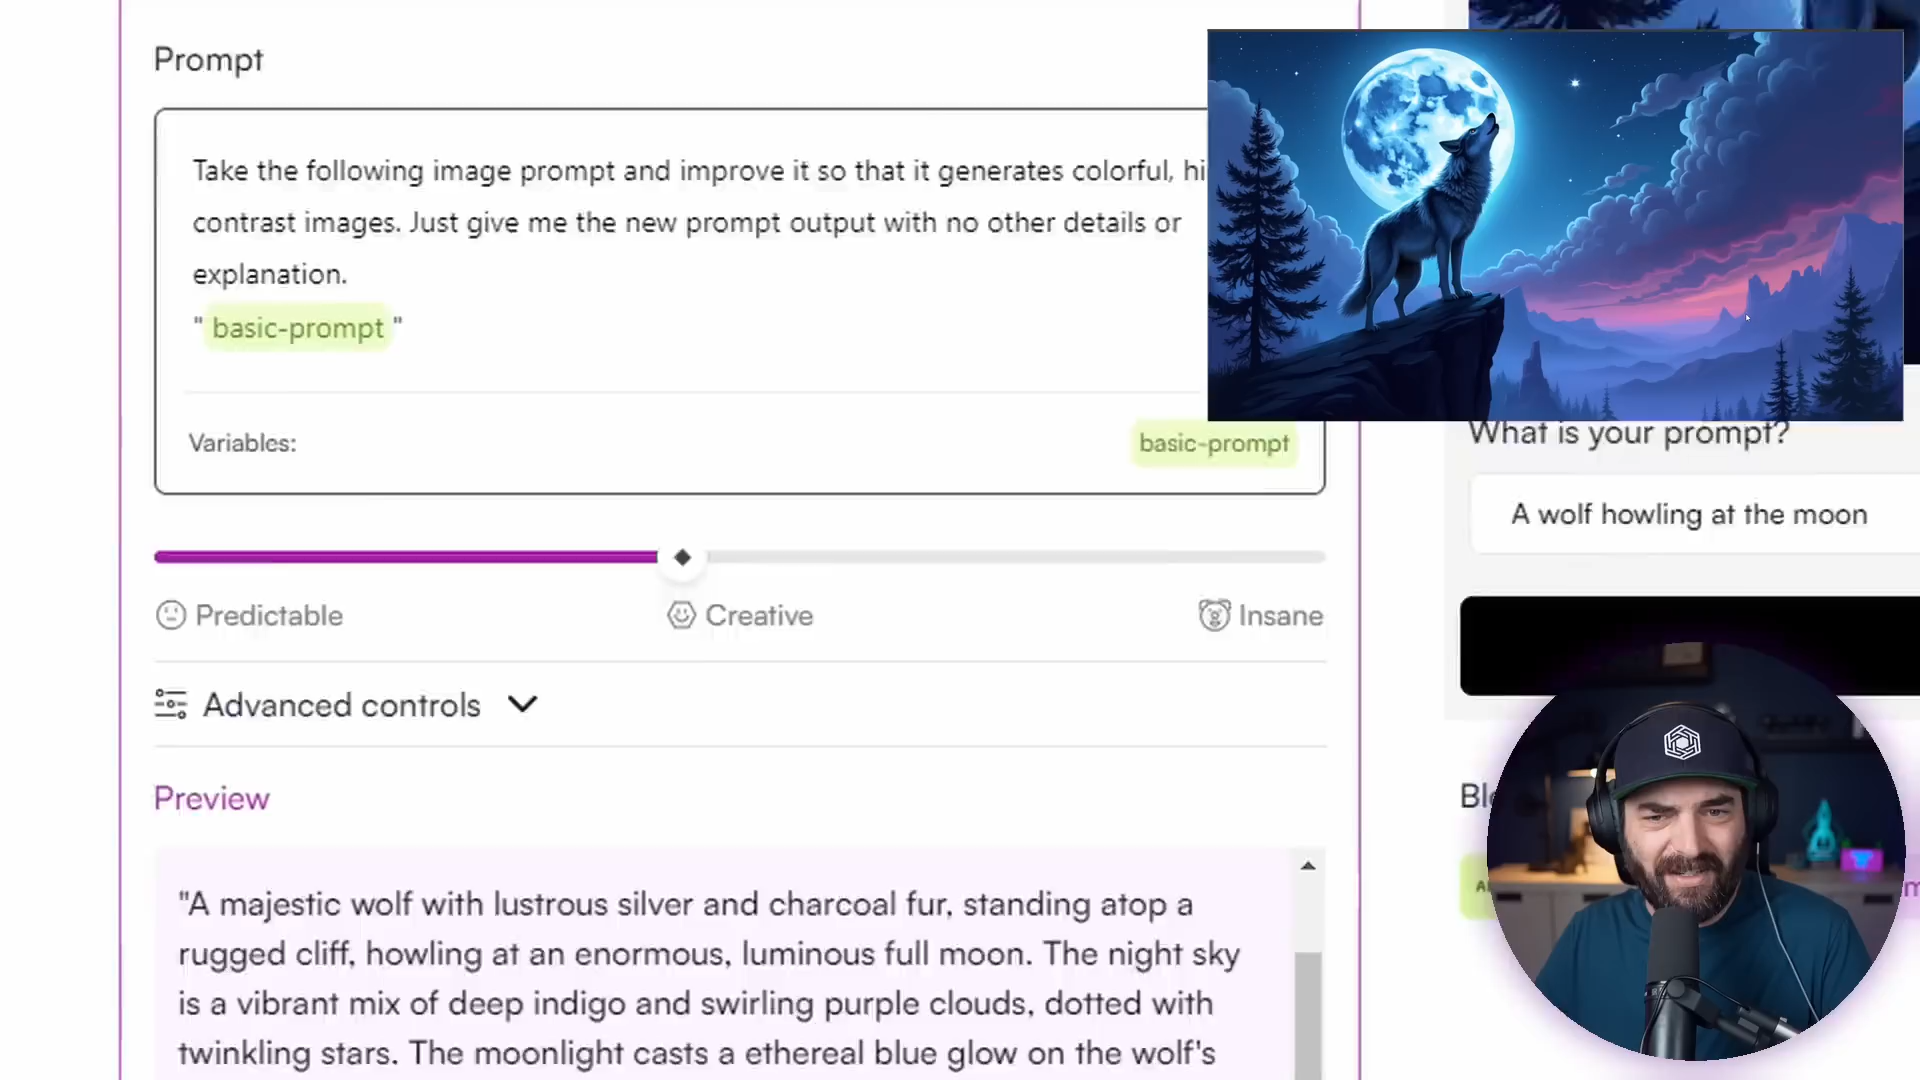 Prompt
Take the following image prompt and improve it so that it generates colorful,
contrast images. Just give me the new prompt output with no other details or
explanation.
" basic-prompt "
Variables:
basic-prompt
Predictable
Creative
Insane
Advanced controls
Preview
"A majestic wolf with lustrous silver and charcoal fur, standing atop a
rugged cliff, howling at an enormous, luminous full moon. The night sky
is a vibrant mix of deep indigo and swirling purple clouds, dotted with
twinkling stars. The moonlight casts a ethereal blue glow on the wolf's
What is your prompt?
A wolf howling at the moon